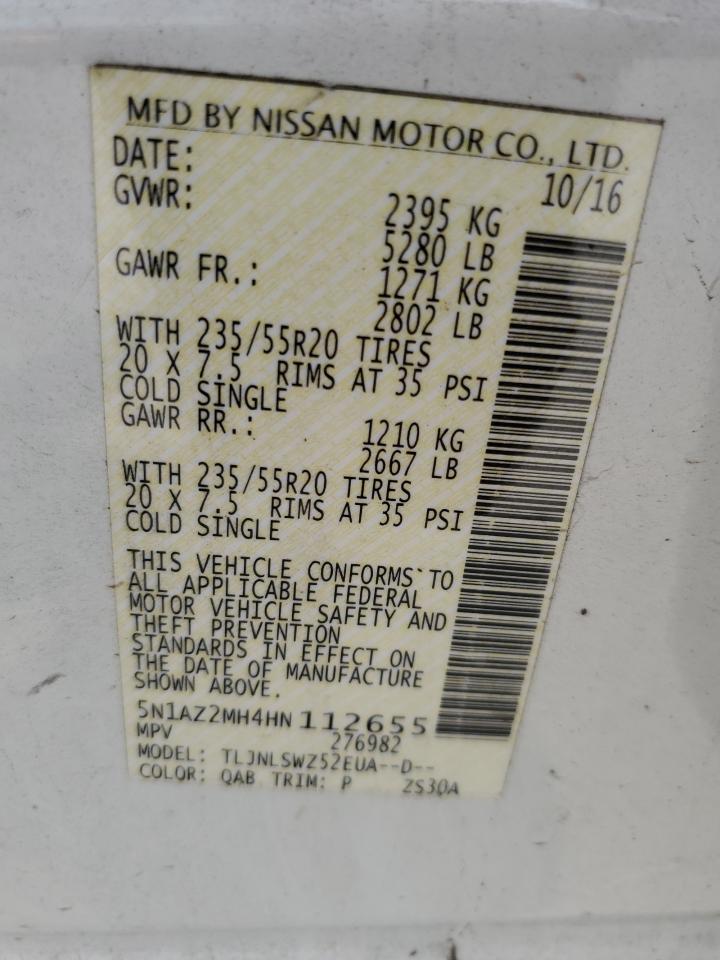 MFD BY NISSAN MOTOR CO., LTD.
DATE: 10/16
GVWR: 2395 KG
5280 LB
GAWR FR.: 1271 KG
2802 LB
WITH 235/55R20 TIRES
20 X 7.5 RIMS AT 35 PSI
COLD SINGLE
GAWR RR.: 1210 KG
2667 LB
WITH 235/55R20 TIRES
20 X 7.5 RIMS AT 35 PSI
COLD SINGLE
THIS VEHICLE CONFORMS TO
ALL APPLICABLE FEDERAL
MOTOR VEHICLE SAFETY AND
THEFT PREVENTION
STANDARDS IN EFFECT ON
THE DATE OF MANUFACTURE
SHOWN ABOVE.
5N1AZ2MH4HN112655
MPV 276982
MODEL: TLJNLSWZ52EUA--D--
COLOR: QAB TRIM: P ZS30A